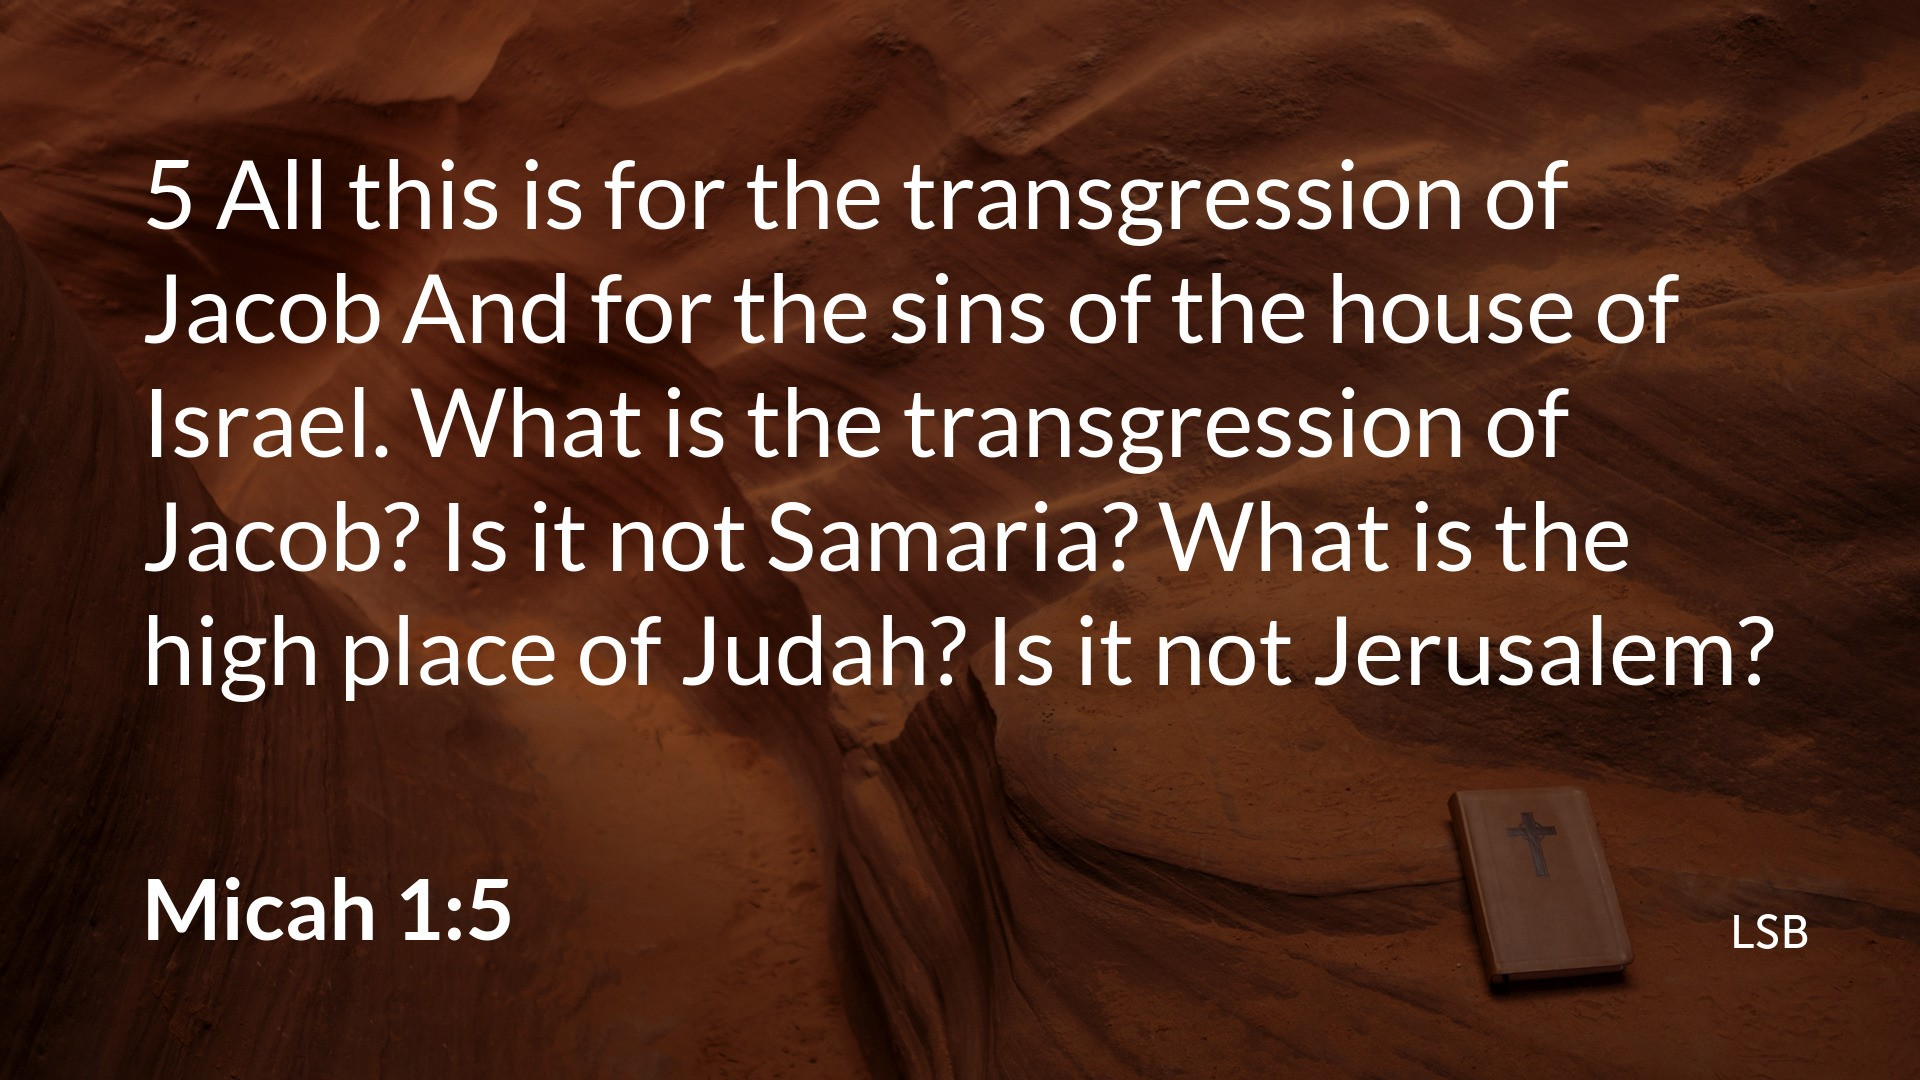 5 All this is for the transgression of
Jacob And for the sins of the house of
Israel. What is the transgression of
Jacob? Is it not Samaria? What is the
high place of Judah? Is it not Jerusalem?
Micah 1:5
LSB